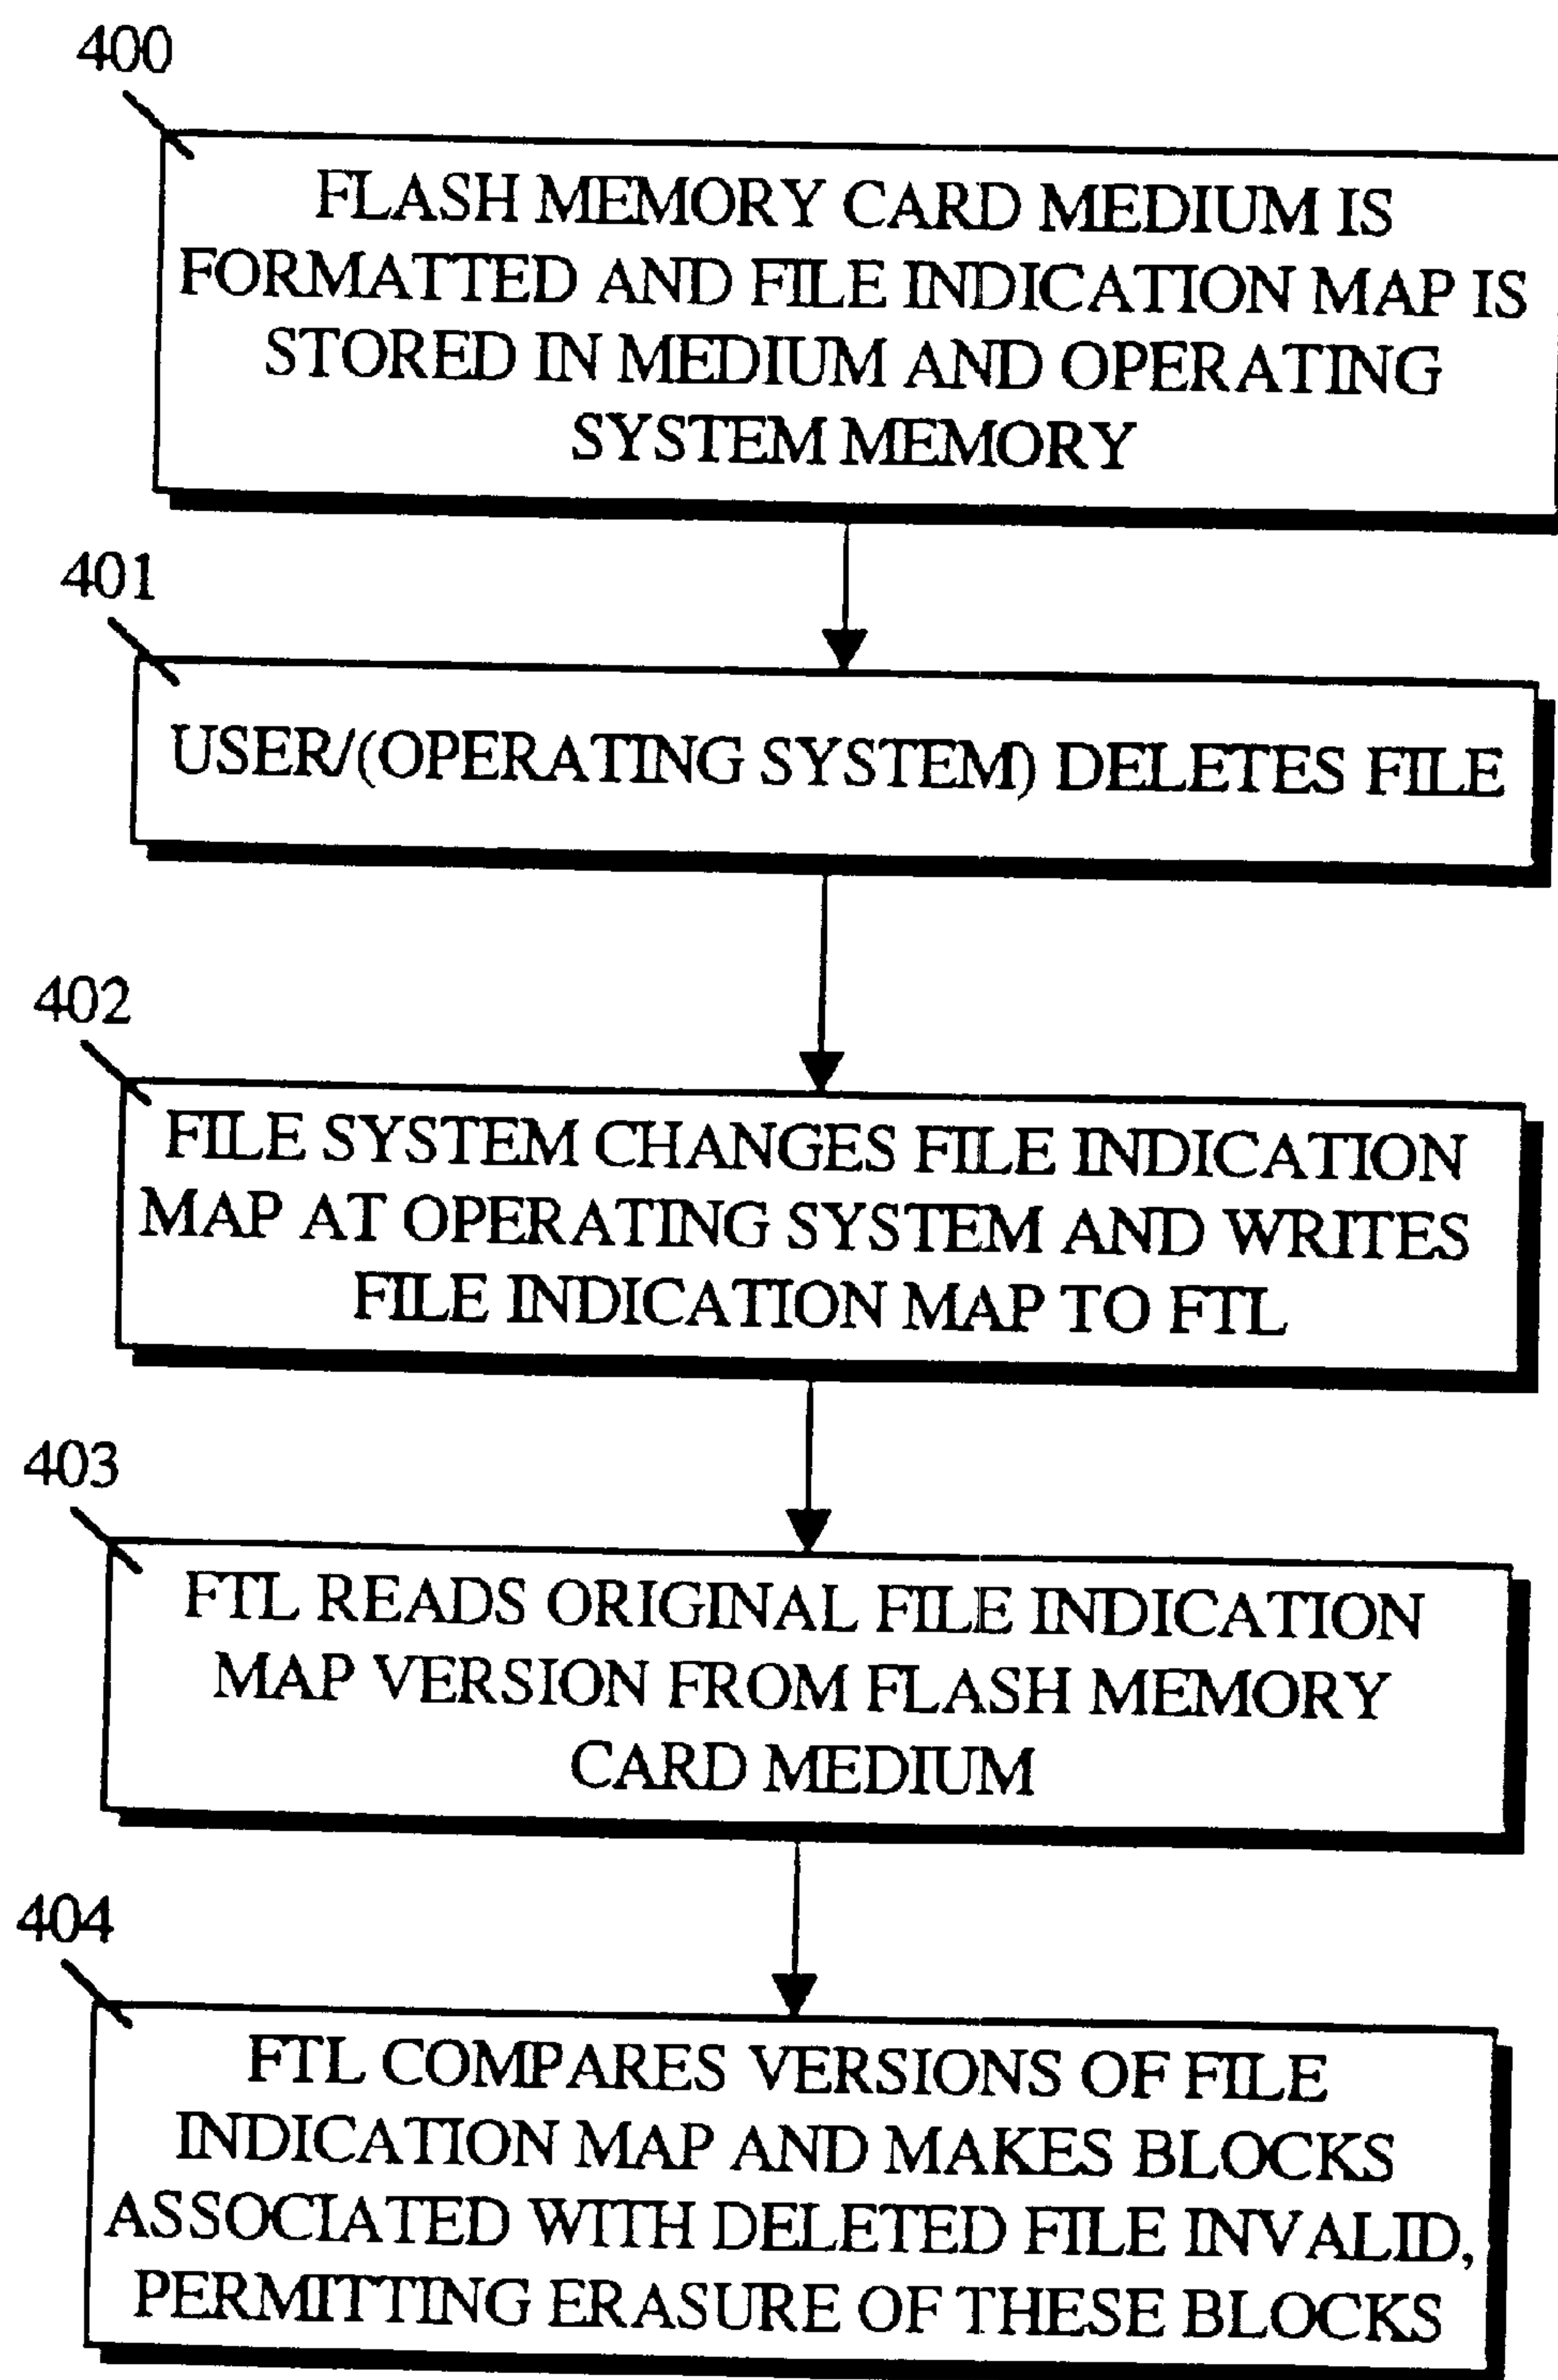 400
FLASH MEMORY CARD MEDIUM IS
FORMATTED AND FILE INDICATION MAP IS
STORED IN MEDIUM AND OPERATING
SYSTEM MEMORY
401
USER/(OPERATING SYSTEM) DELETES FILE
402
FILE SYSTEM CHANGES FILE INDICATION
MAP AT OPERATING SYSTEM AND WRITES
FILE INDICATION MAP TO FTL
403
FTL READS ORIGINAL FILE INDICATION
MAP VERSION FROM FLASH MEMORY
CARD MEDIUM
404
FTL COMPARES VERSIONS OF FILE
INDICATION MAP AND MAKES BLOCKS
ASSOCIATED WITH DELETED FILE INVALID,
PERMITTING ERASURE OF THESE BLOCKS